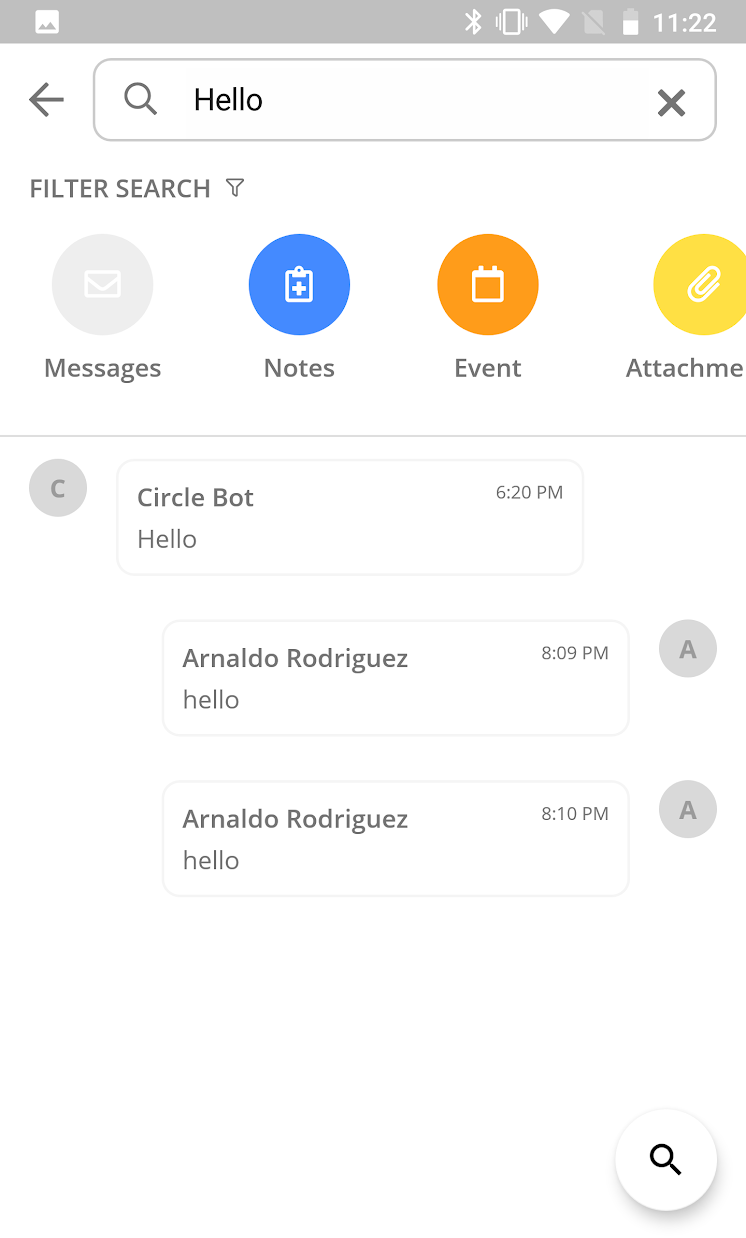 11:22
Hello
FILTER SEARCH
Messages Notes Event Attachme
C
Circle Bot 6:20 PM
Hello
Arnaldo Rodriguez 8:09 PM
A
hello
Arnaldo Rodriguez 8:10 PM
A
hello